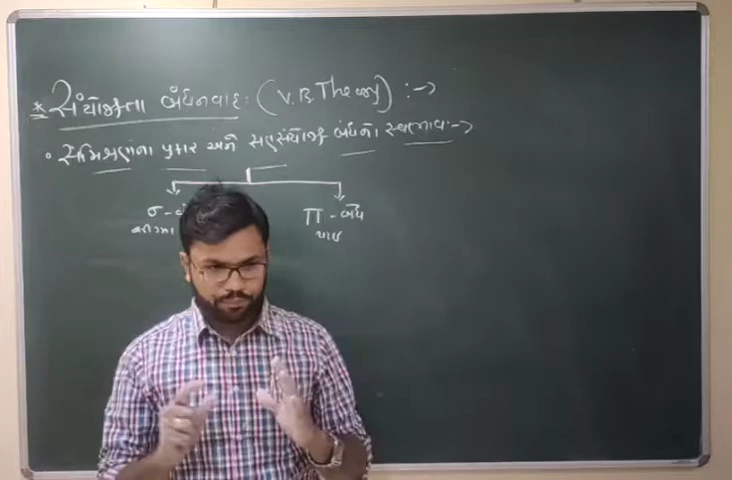 * સંયોજકતા બંધનવાદ: (V.B. Theory) :->
• સંમિશ્રણના પ્રકાર અને સહસંયોજક બંધનો સ્વભાવ :->
σ - π - બંધ
પાઇ